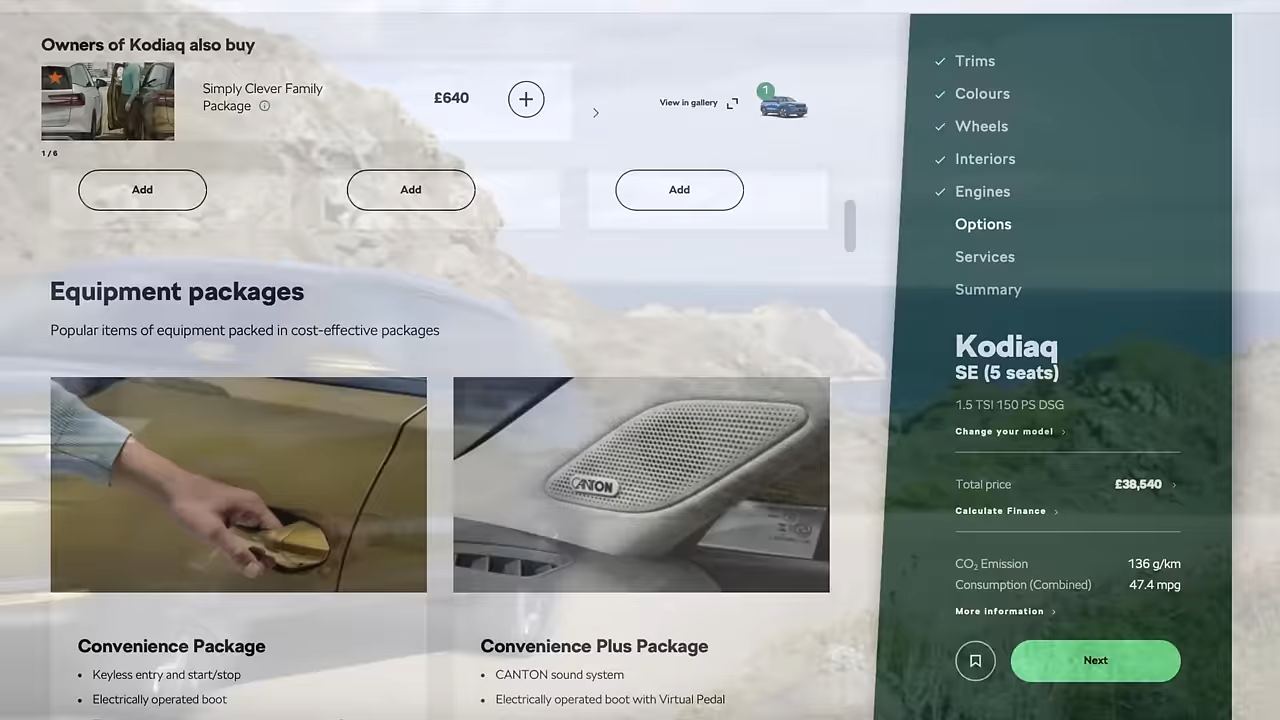 Owners of Kodiaq also buy
Simply Clever Family
Package
£640
View in gallery
1
1 / 6
Add
Add
Add
Equipment packages
Popular items of equipment packed in cost-effective packages
CANTON
Convenience Package
• Keyless entry and start/stop
• Electrically operated boot
Convenience Plus Package
• CANTON sound system
• Electrically operated boot with Virtual Pedal
Trims
Colours
Wheels
Interiors
Engines
Options
Services
Summary
Kodiaq
SE (5 seats)
1.5 TSI 150 PS DSG
Change your model
Total price £38,540
Calculate Finance
CO₂ Emission 136 g/km
Consumption (Combined) 47.4 mpg
More information
Next